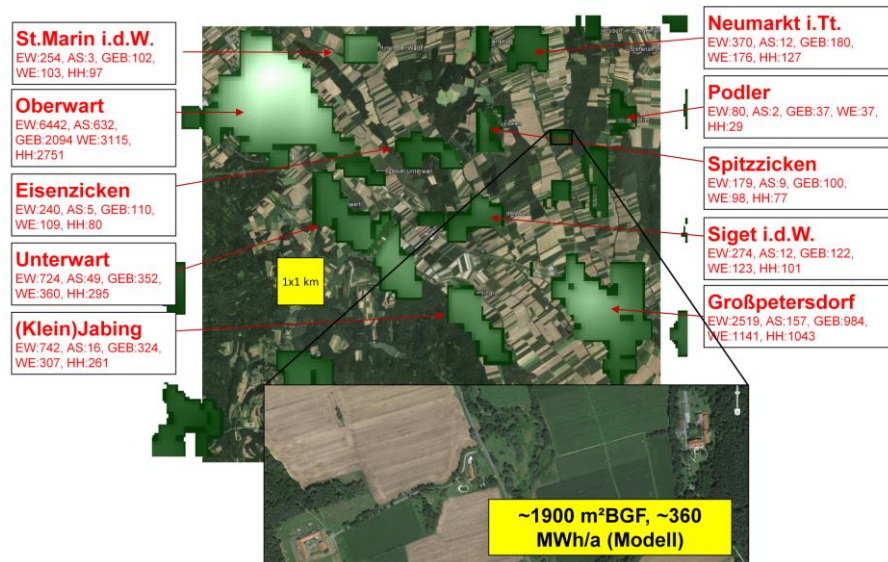 St.Marin i.d.W.
EW:254, AS:3, GEB:102,
WE:103, HH:97
Oberwart
EW:6442, AS:632,
GEB:2094 WE:3115,
HH:2751
Eisenzicken
EW:240, AS:5, GEB:110,
WE:109, HH:80
Unterwart
EW:724, AS:49, GEB:352,
WE:360, HH:295
(Klein)Jabing
EW:742, AS:16, GEB:324,
WE:307, HH:261
1x1 km
Neumarkt i.Tt.
EW:370, AS:12, GEB:180,
WE:176, HH:127
Podler
EW:80, AS:2, GEB:37, WE:37,
HH:29
Spitzzicken
EW:179, AS:9, GEB:100,
WE:98, HH:77
Siget i.d.W.
EW:274, AS:12, GEB:122,
WE:123, HH:101
Großpetersdorf
EW:2519, AS:157, GEB:984,
WE:1141, HH:1043
~1900 m²BGF, ~360
MWh/a (Modell)